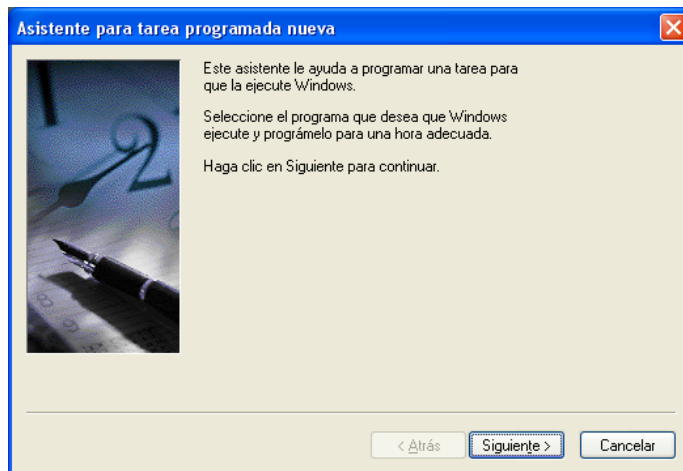 Asistente para tarea programada nueva
Este asistente le ayuda a programar una tarea para
que la ejecute Windows.
Seleccione el programa que desea que Windows
ejecute y prográmelo para una hora adecuada.
Haga clic en Siguiente para continuar.
< Atrás Siguiente > Cancelar